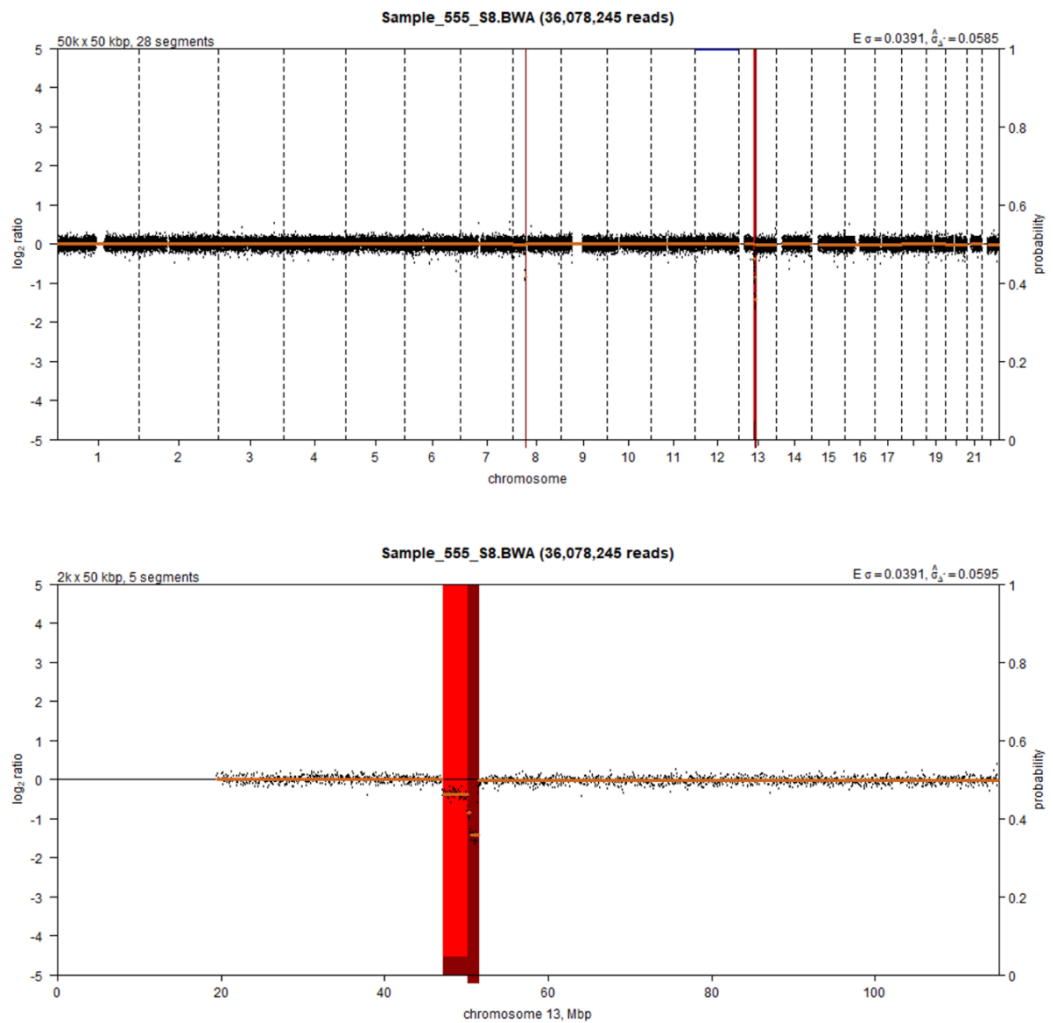 Sample_555_S8.BWA (36,078,245 reads)
50k x 50 kbp, 28 segments
E σ = 0.0391, σ̂Δ' = 0.0585
5
4
3
2
1
0
-1
-2
-3
-4
-5
log2 ratio
1
0.8
0.6
0.4
0.2
0
probability
1 2 3 4 5 6 7 8 9 10 11 12 13 14 15 16 17 19 21
chromosome
Sample_555_S8.BWA (36,078,245 reads)
2k x 50 kbp, 5 segments
E σ = 0.0391, σ̂Δ' = 0.0595
5
4
3
2
1
0
-1
-2
-3
-4
-5
log2 ratio
1
0.8
0.6
0.4
0.2
0
probability
0 20 40 60 80 100
chromosome 13, Mbp